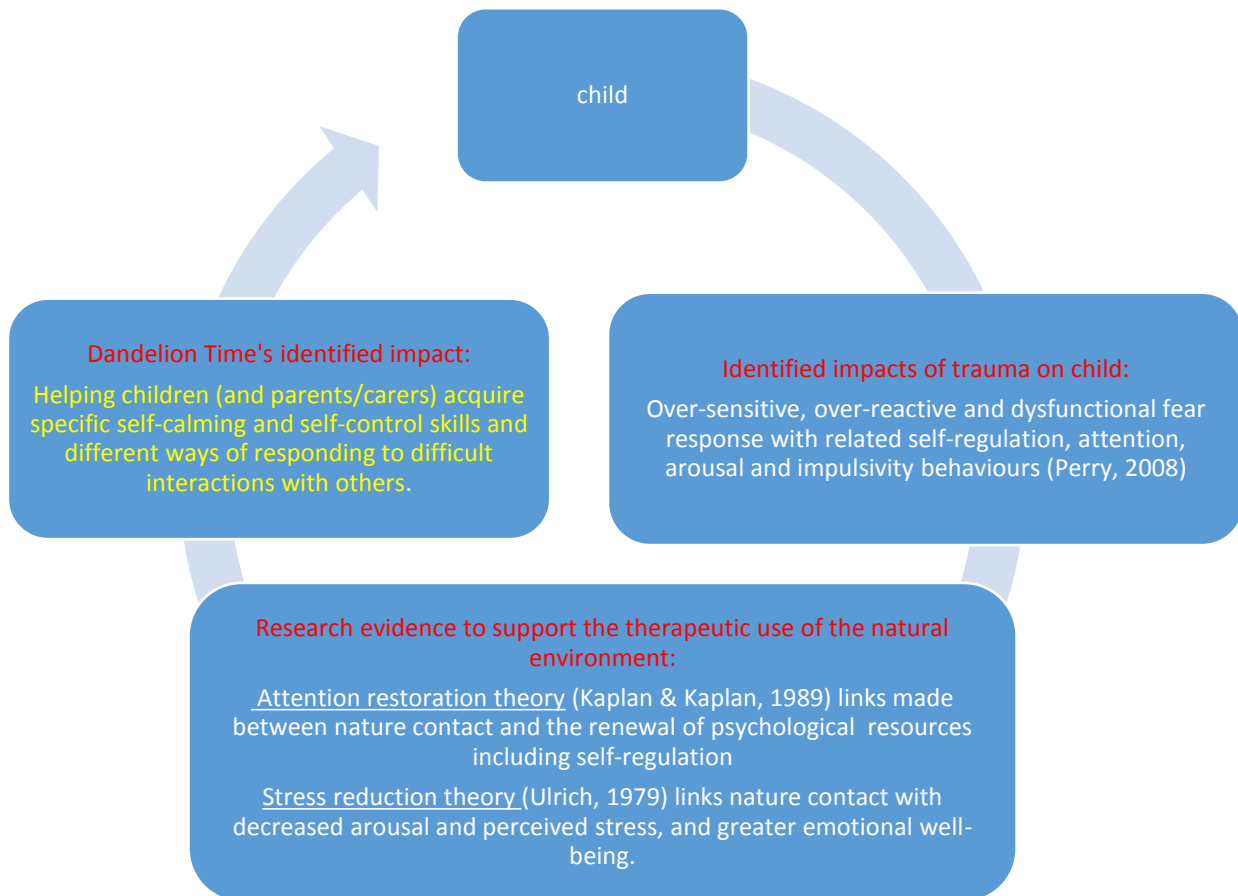 child
Identified impacts of trauma on child:
Over-sensitive, over-reactive and dysfunctional fear
response with related self-regulation, attention,
arousal and impulsivity behaviours (Perry, 2008)
Research evidence to support the therapeutic use of the natural
environment:
Attention restoration theory (Kaplan & Kaplan, 1989) links made
between nature contact and the renewal of psychological resources
including self-regulation
Stress reduction theory (Ulrich, 1979) links nature contact with
decreased arousal and perceived stress, and greater emotional well-
being.
Dandelion Time's identified impact:
Helping children (and parents/carers) acquire
specific self-calming and self-control skills and
different ways of responding to difficult
interactions with others.